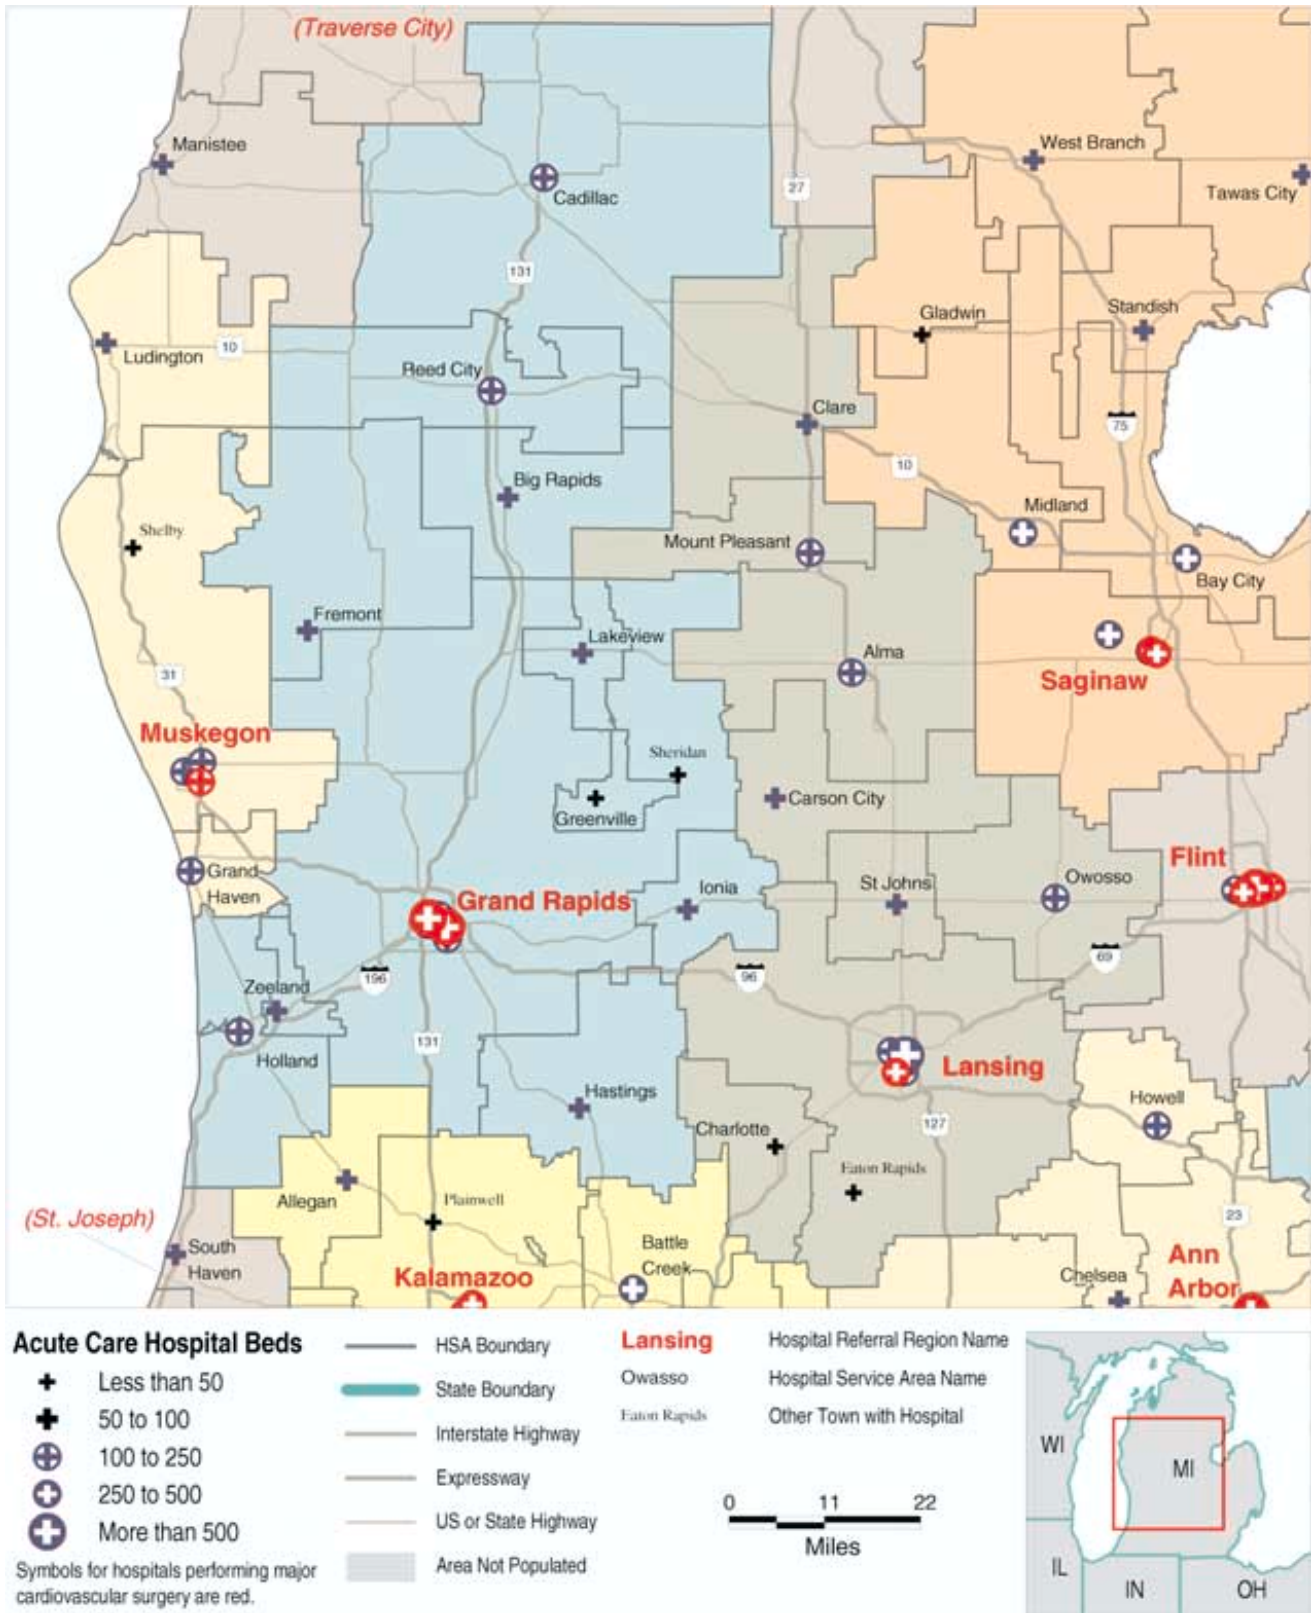 (Traverse City)
Manistee
West Branch
Cadillac
27
Tawas City
131
Gladwin
Standish
10
Ludington
Reed City
Clare
75
10
Big Rapids
Midland
Shelby
Mount Pleasant
Bay City
Fremont
Lakeview
Alma
31
Saginaw
Muskegon
Sheridan
Carson City
Greenville
Flint
Grand
Haven
Ionia
St Johns
Owosso
Grand Rapids
196
96
69
Zeeland
131
Holland
Lansing
Hastings
Howell
Charlotte
127
Eaton Rapids
Allegan
Plainwell
(St. Joseph)
23
South
Haven
Battle
Creek
Ann
Arbor
Kalamazoo
Chelsea
Acute Care Hospital Beds
Less than 50
50 to 100
100 to 250
250 to 500
More than 500
Symbols for hospitals performing major
cardiovascular surgery are red.
HSA Boundary
State Boundary
Interstate Highway
Expressway
US or State Highway
Area Not Populated
Lansing Hospital Referral Region Name
Owasso Hospital Service Area Name
Eaton Rapids Other Town with Hospital
0 11 22
Miles
WI
MI
IL
IN
OH